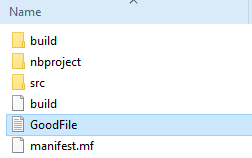 Name
build
nbproject
src
build
GoodFile
manifest.mf